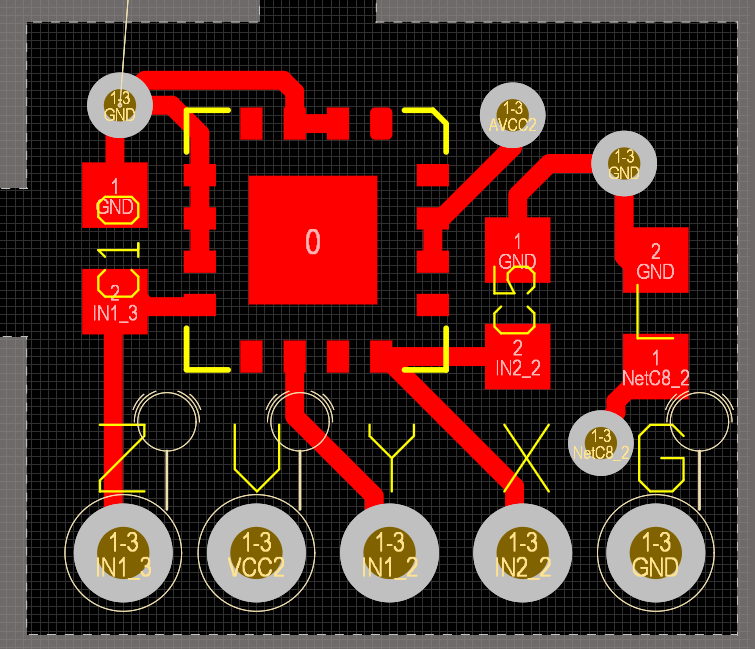 1-3
GND
1-3
AVCC2
1-3
GND
1
GND
C1
2
IN1_3
0
1
GND
C5
2
IN2_2
2
GND
L
1
NetC8_2
1-3
NetC8_2
Z
V
Y
X
G
1-3
IN1_3
1-3
VCC2
1-3
IN1_2
1-3
IN2_2
1-3
GND